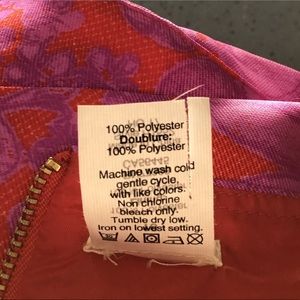 100% Polyester
Doublure:
100% Polyester
Machine wash cold
gentle cycle,
with like colors.
Non chlorine
bleach only.
Tumble dry low.
Iron on lowest setting.